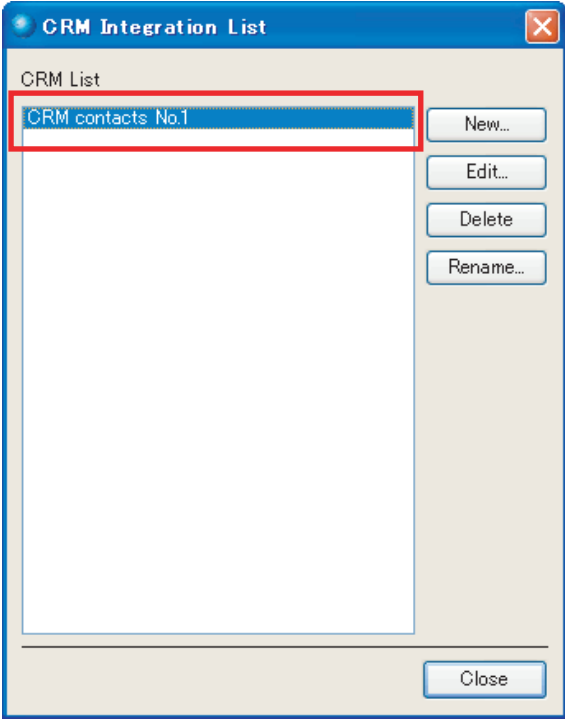 CRM Integration List
CRM List
CRM contacts No.1
New...
Edit...
Delete
Rename...
Close